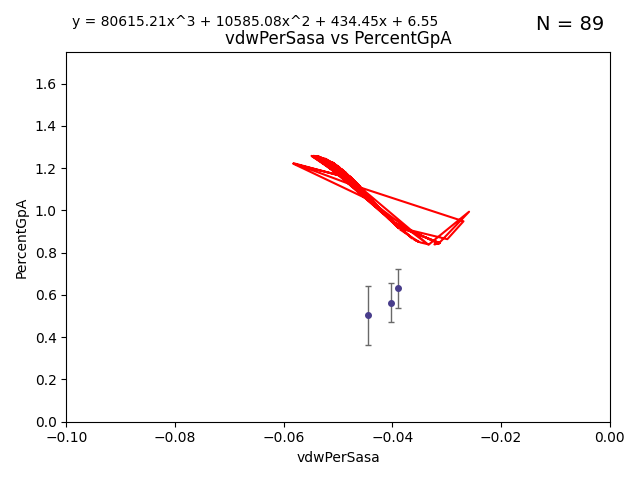 y = 80615.21x^3 + 10585.08x^2 + 434.45x + 6.55
N = 89
vdwPerSasa vs PercentGpA
1.6
1.4
1.2
1.0
0.8
0.6
0.4
0.2
0.0
PercentGpA
−0.10 −0.08 −0.06 −0.04 −0.02 0.00
vdwPerSasa